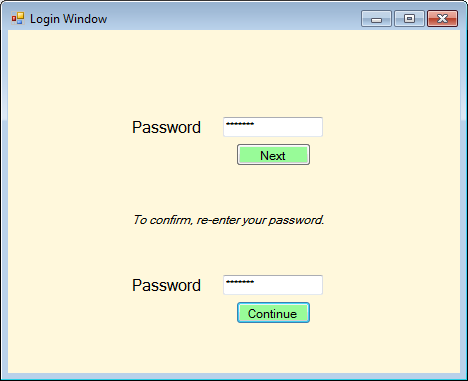 Login Window
Password *******
Next
To confirm, re-enter your password.
Password *******
Continue